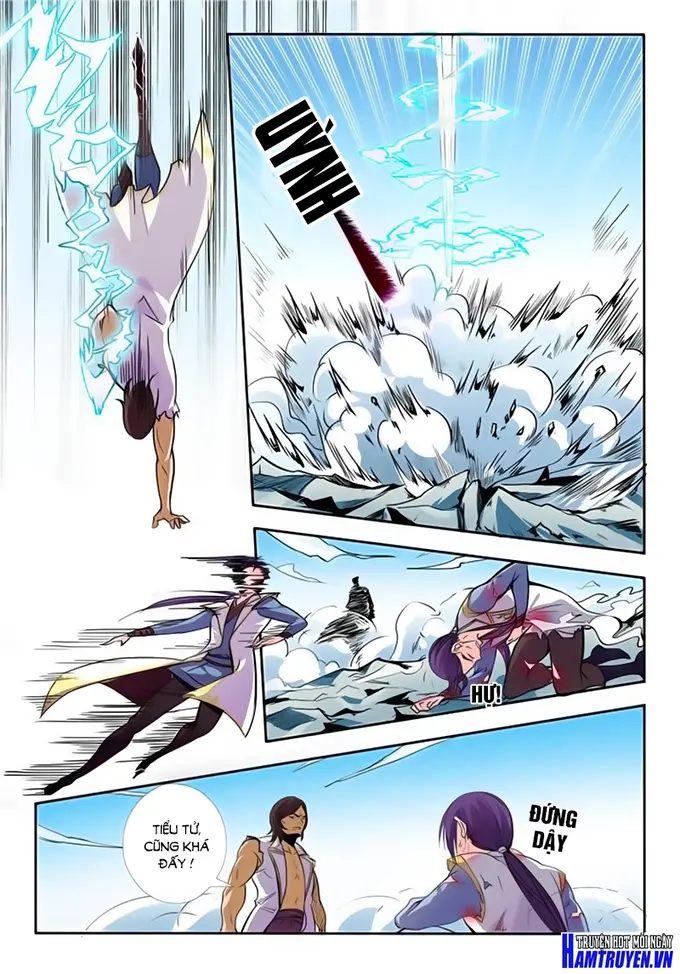 UỲNH
HỰ!
TIỂU TỬ,
CŨNG KHÁ
ĐẤY !
ĐỨNG
DẬY
TRUYỆN HOT MỖI NGÀY
HAMTRUYEN.VN